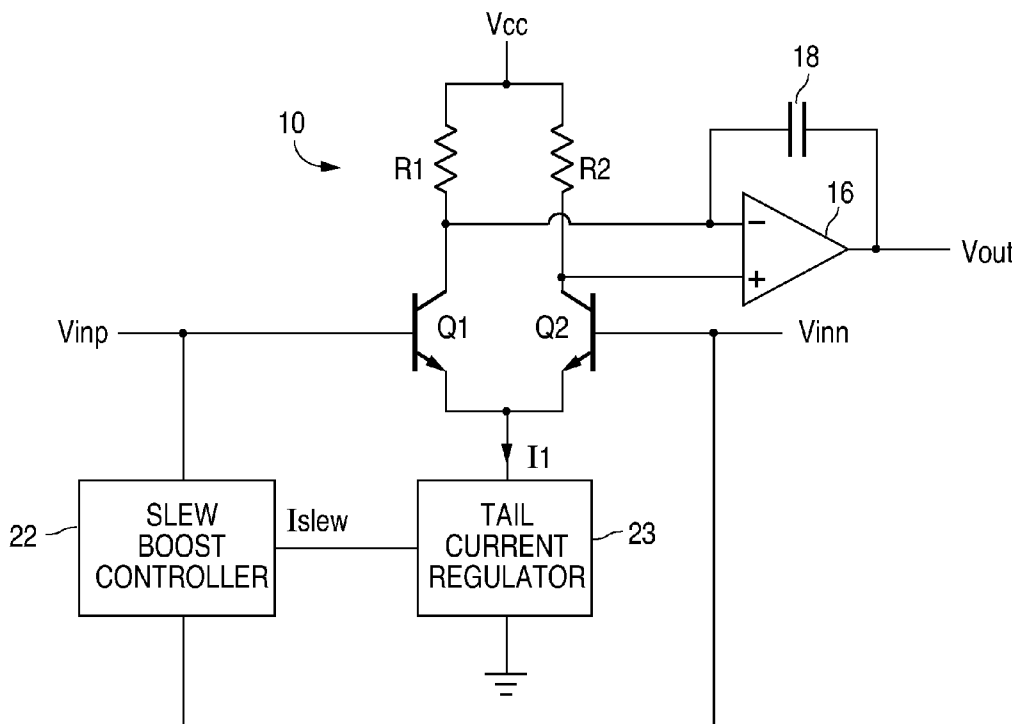 Vcc
18
10
R1
R2
16
−
+
Vout
Vinp
Q1
Q2
Vinn
I1
22
SLEW
BOOST
CONTROLLER
Islew
TAIL
CURRENT
REGULATOR
23